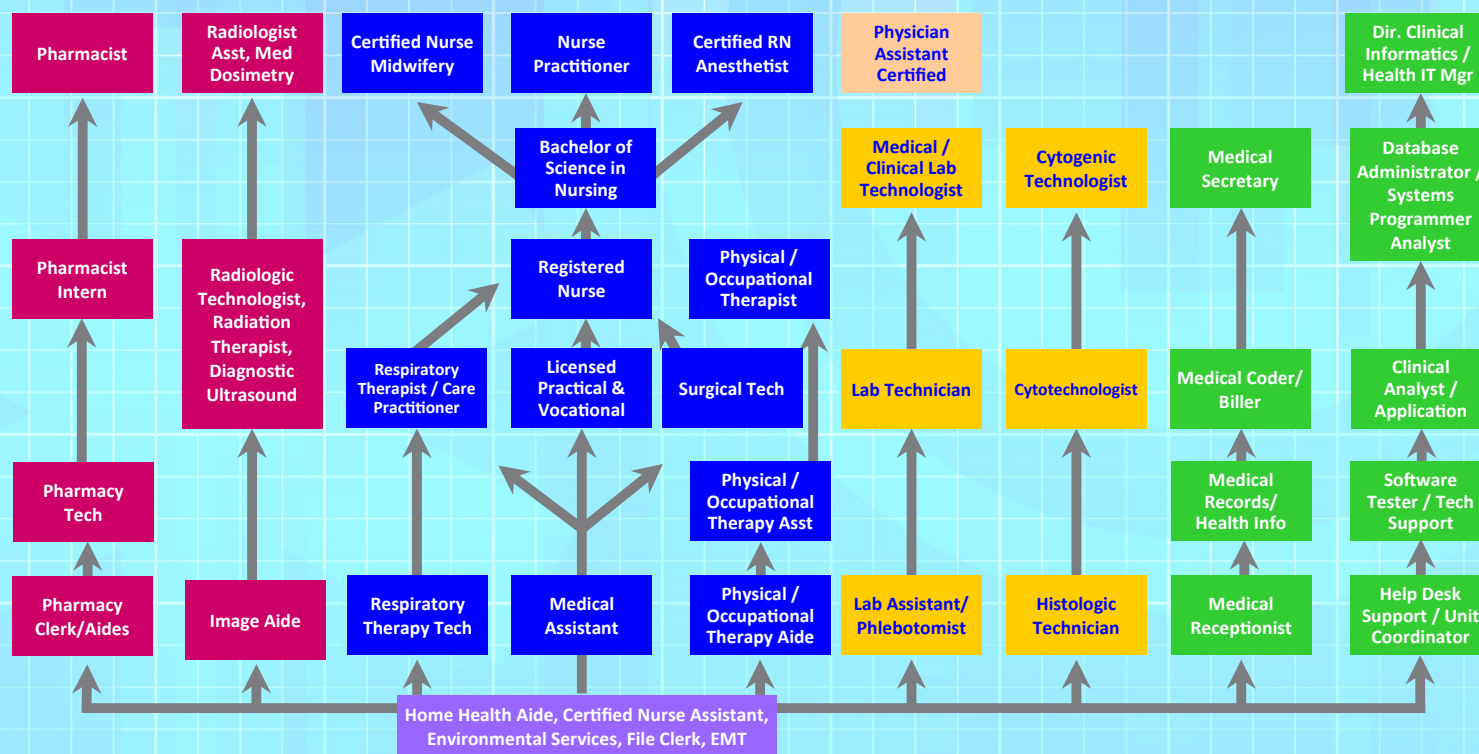 Pharmacist
Radiologist
Asst, Med
Dosimetry
Certified Nurse
Midwifery
Nurse
Practitioner
Certified RN
Anesthetist
Physician
Assistant
Certified
Dir. Clinical
Informatics /
Health IT Mgr
Bachelor of
Science in
Nursing
Medical /
Clinical Lab
Technologist
Cytogenic
Technologist
Medical
Secretary
Database
Administrator /
Systems
Programmer
Analyst
Pharmacist
Intern
Radiologic
Technologist,
Radiation
Therapist,
Diagnostic
Ultrasound
Registered
Nurse
Physical /
Occupational
Therapist
Respiratory
Therapist / Care
Practitioner
Licensed
Practical &
Vocational
Surgical Tech
Lab Technician
Cytotechnologist
Medical Coder/
Biller
Clinical
Analyst /
Application
Pharmacy
Tech
Physical /
Occupational
Therapy Asst
Medical
Records/
Health Info
Software
Tester / Tech
Support
Pharmacy
Clerk/Aides
Image Aide
Respiratory
Therapy Tech
Medical
Assistant
Physical /
Occupational
Therapy Aide
Lab Assistant/
Phlebotomist
Histologic
Technician
Medical
Receptionist
Help Desk
Support / Unit
Coordinator
Home Health Aide, Certified Nurse Assistant,
Environmental Services, File Clerk, EMT